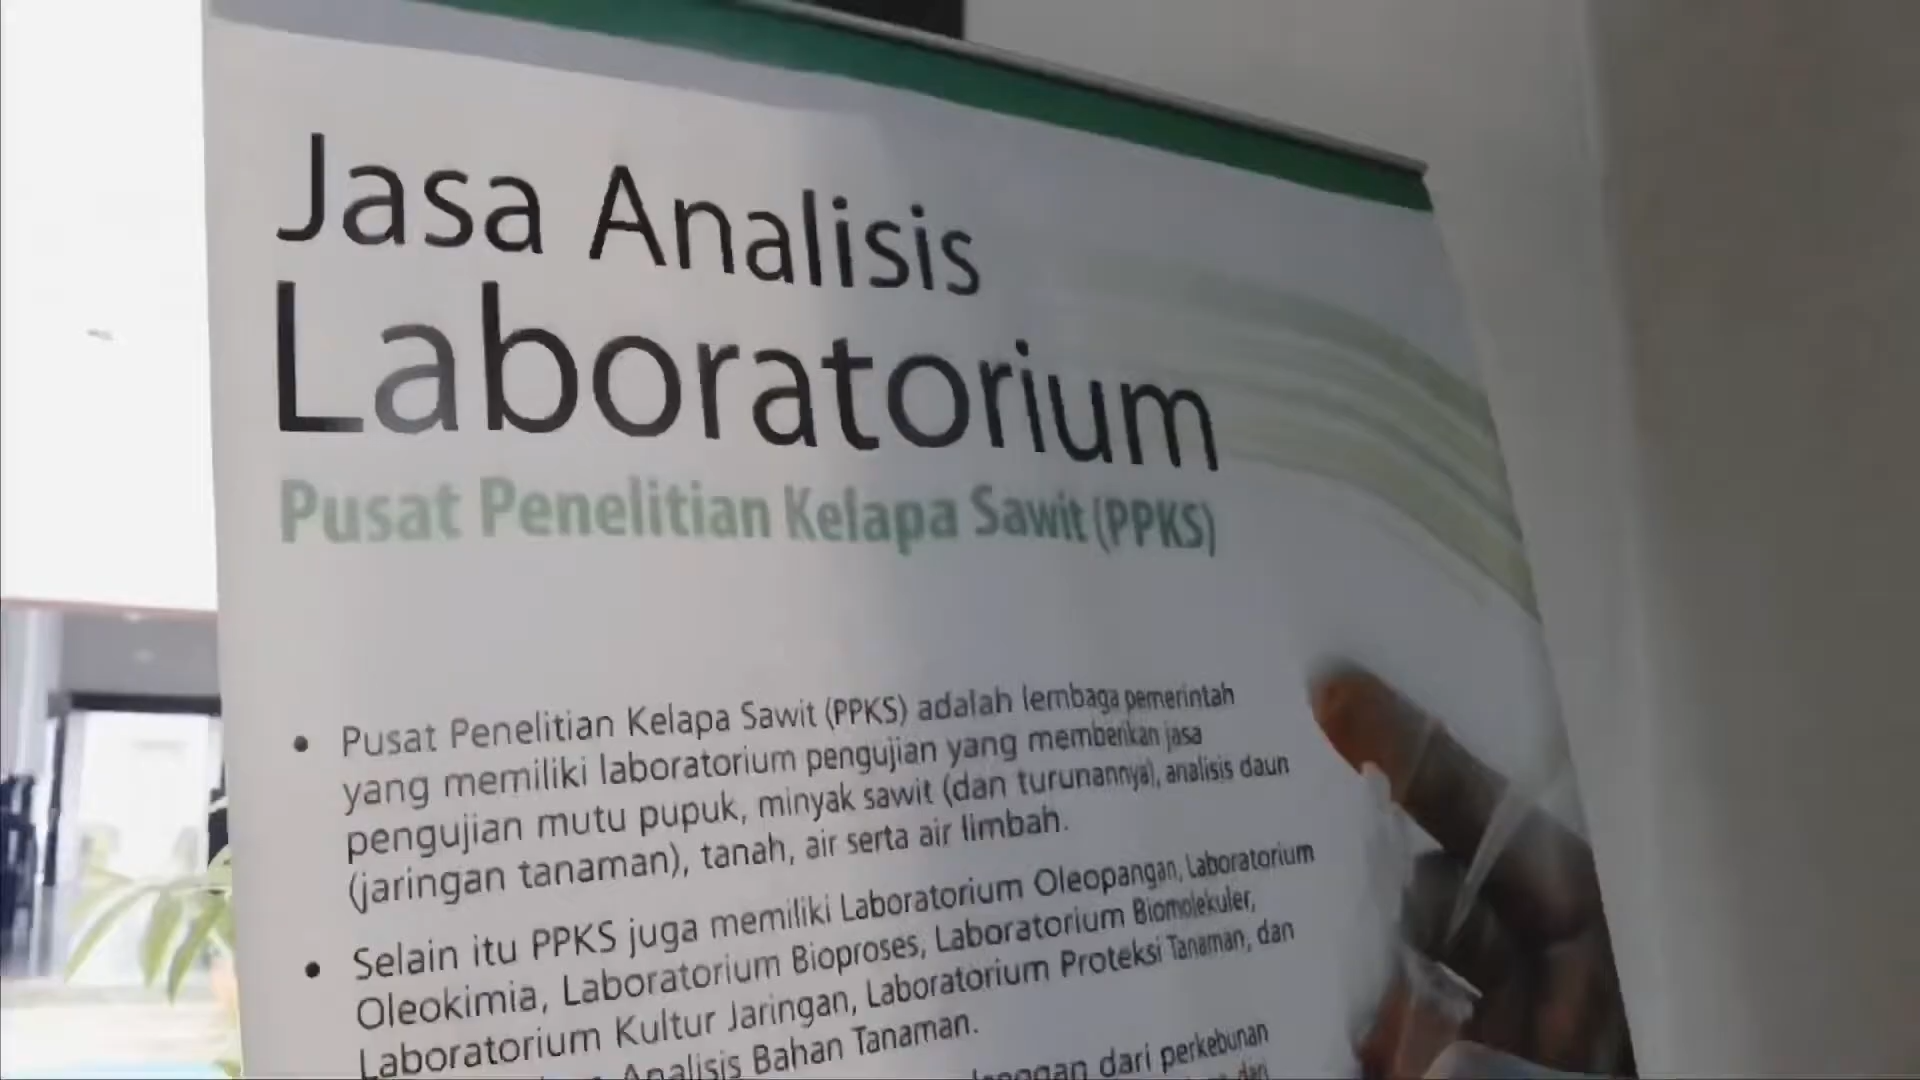 Jasa Analisis
Laboratorium
Pusat Penelitian Kelapa Sawit (PPKS)
• Pusat Penelitian Kelapa Sawit (PPKS) adalah lembaga pemerintah
yang memiliki laboratorium pengujian yang memberikan jasa
pengujian mutu pupuk, minyak sawit (dan turunannya), analisis daun
(jaringan tanaman), tanah, air serta air limbah.
• Selain itu PPKS juga memiliki Laboratorium Oleopangan, Laboratorium
Oleokimia, Laboratorium Bioproses, Laboratorium Biomolekuler,
Laboratorium Kultur Jaringan, Laboratorium Proteksi Tanaman, dan
Analisis Bahan Tanaman.
dari perkebunan
dari